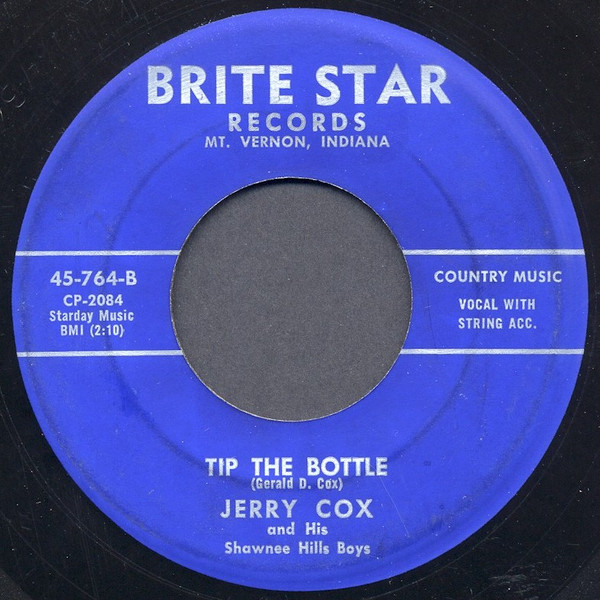 BRITE STAR
RECORDS
MT. VERNON, INDIANA
45-764-B
CP-2084
Starday Music
BMI (2:10)
COUNTRY MUSIC
VOCAL WITH
STRING ACC.
TIP THE BOTTLE
(Gerald D. Cox)
JERRY COX
and His
Shawnee Hills Boys